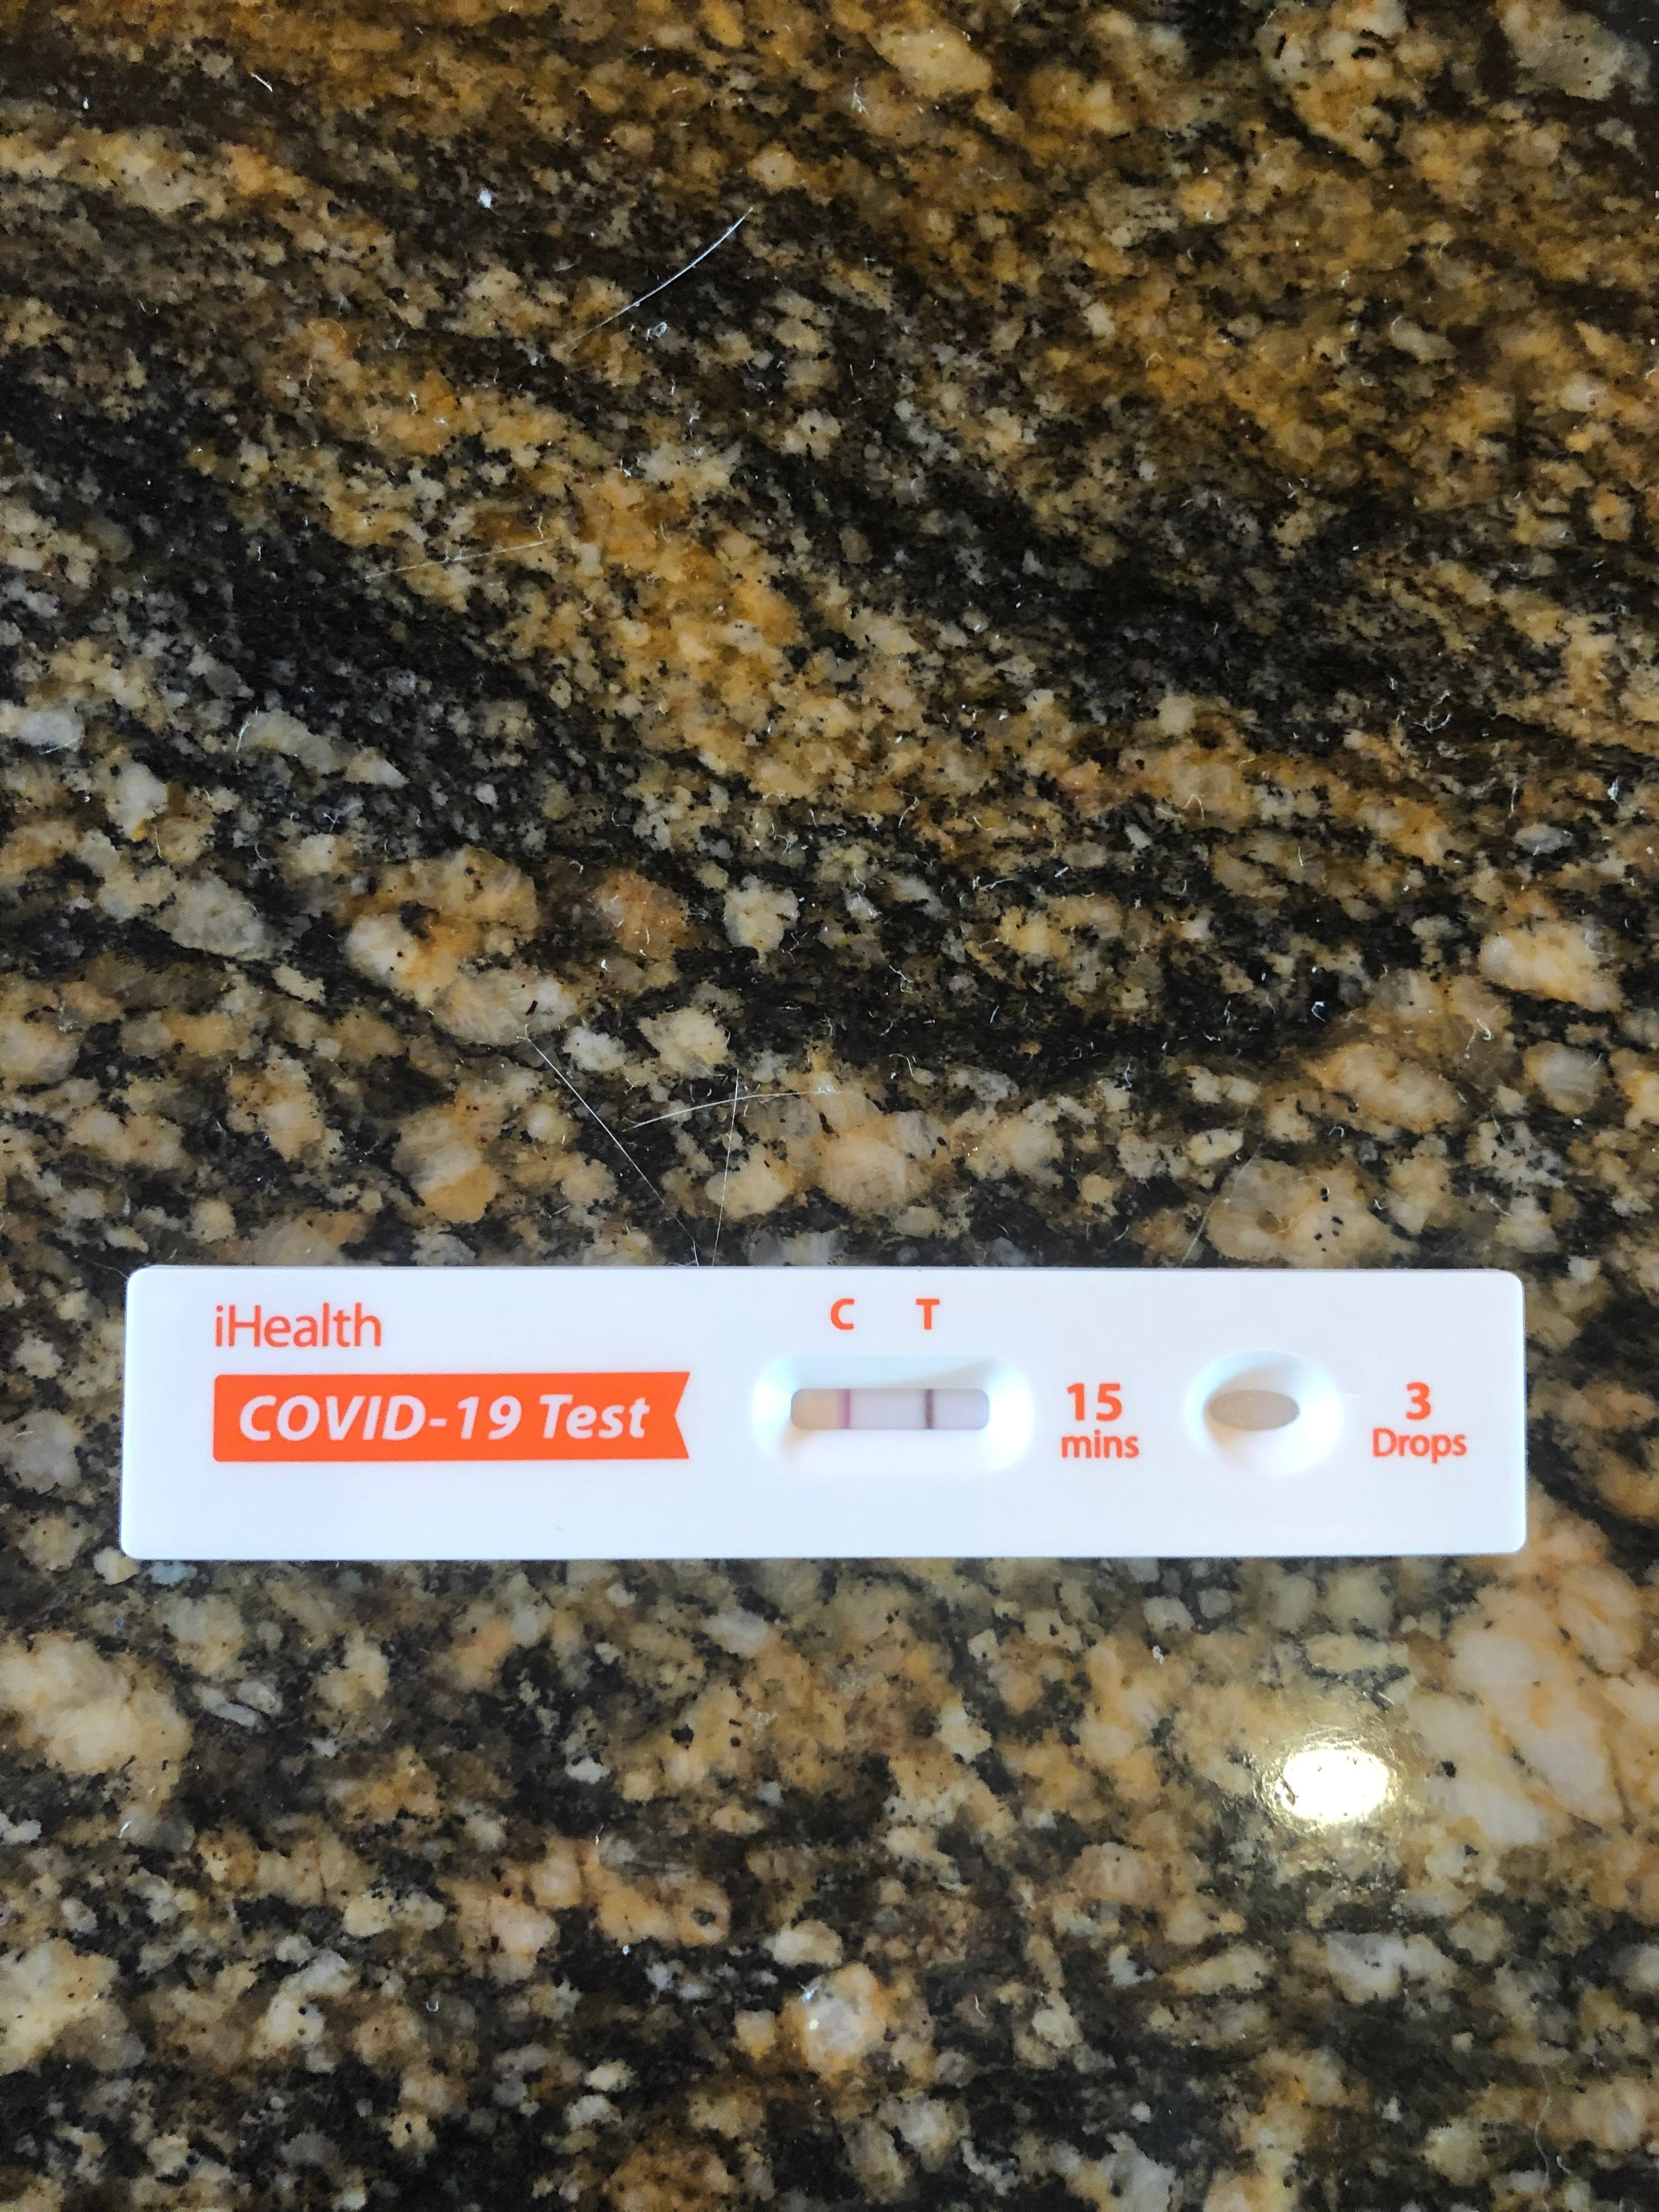 iHealth
COVID-19 Test
C T
15
mins
3
Drops